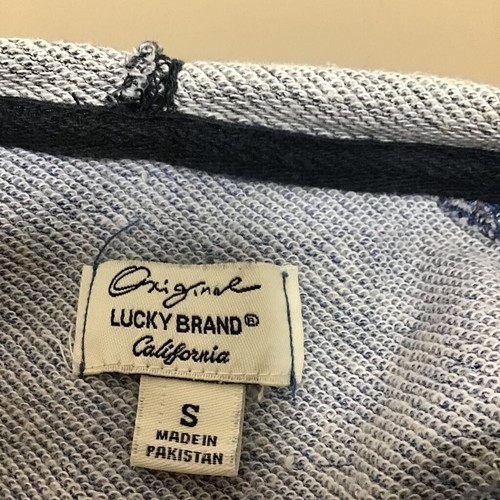 Original
LUCKY BRAND®
California
S
MADE IN
PAKISTAN